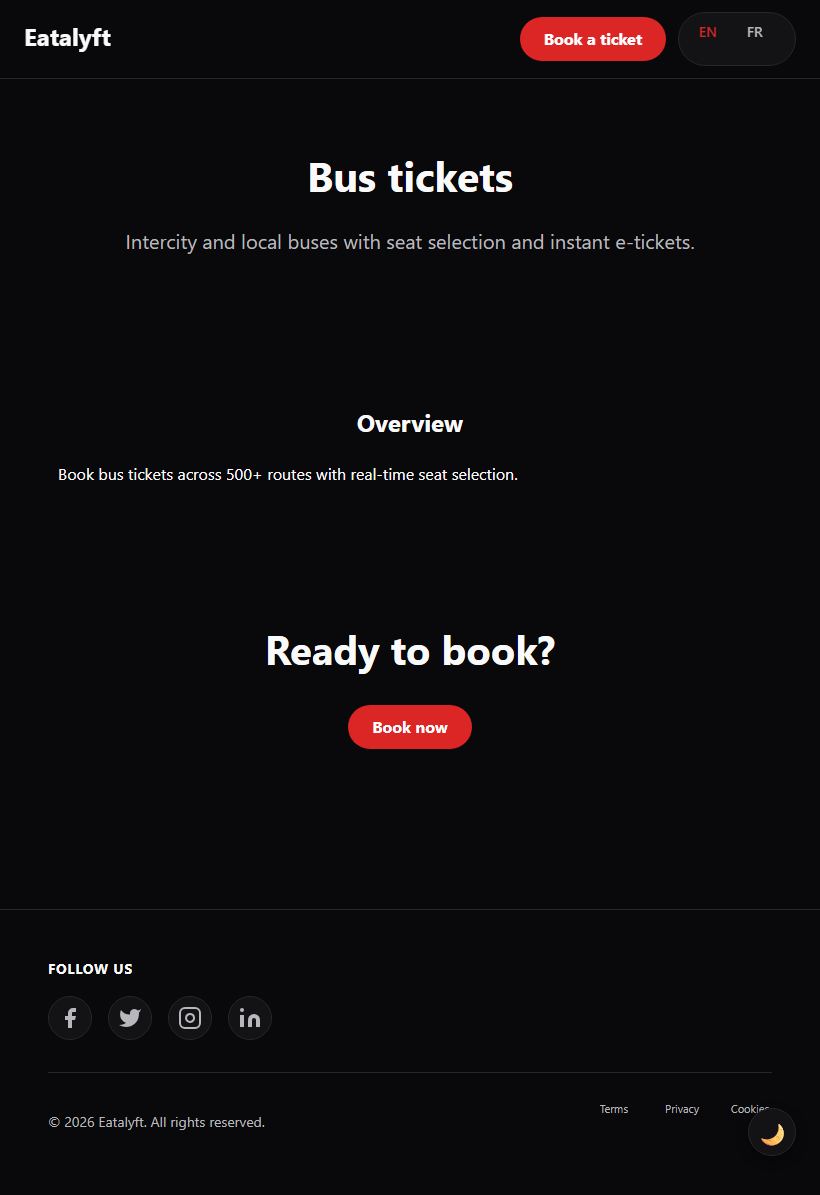 Eatalyft
Book a ticket
EN
FR
Bus tickets
Intercity and local buses with seat selection and instant e-tickets.
Overview
Book bus tickets across 500+ routes with real-time seat selection.
Ready to book?
Book now
FOLLOW US
© 2026 Eatalyft. All rights reserved.
Terms
Privacy
Cookies